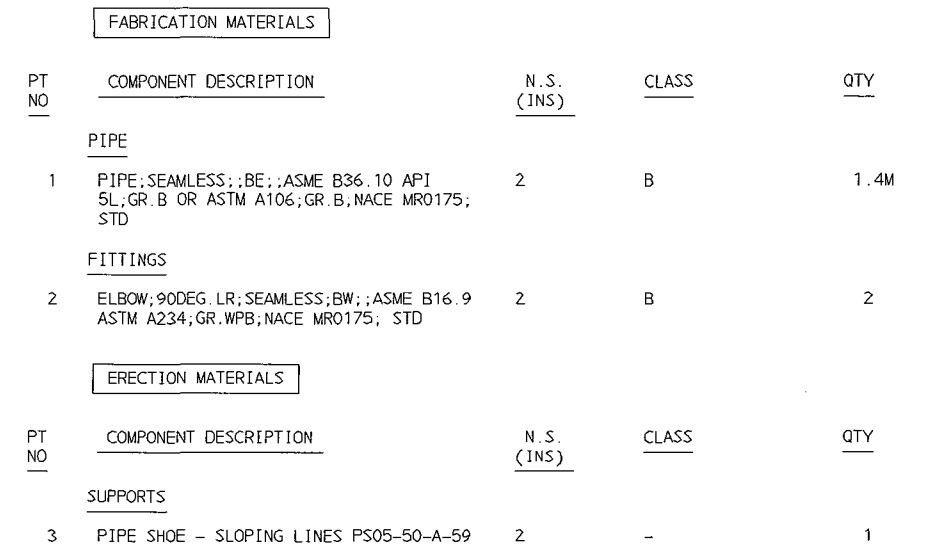 FABRICATION MATERIALS
PT NO COMPONENT DESCRIPTION N.S. (INS) CLASS QTY
PIPE
1 PIPE;SEAMLESS;;BE;;ASME B36.10 API 2 B 1.4M
5L;GR.B OR ASTM A106;GR.B;NACE MR0175;
STD
FITTINGS
2 ELBOW;90DEG.LR;SEAMLESS;BW;;ASME B16.9 2 B 2
ASTM A234;GR.WPB;NACE MR0175; STD
ERECTION MATERIALS
PT NO COMPONENT DESCRIPTION N.S. (INS) CLASS QTY
SUPPORTS
3 PIPE SHOE - SLOPING LINES PS05-50-A-59 2 - 1